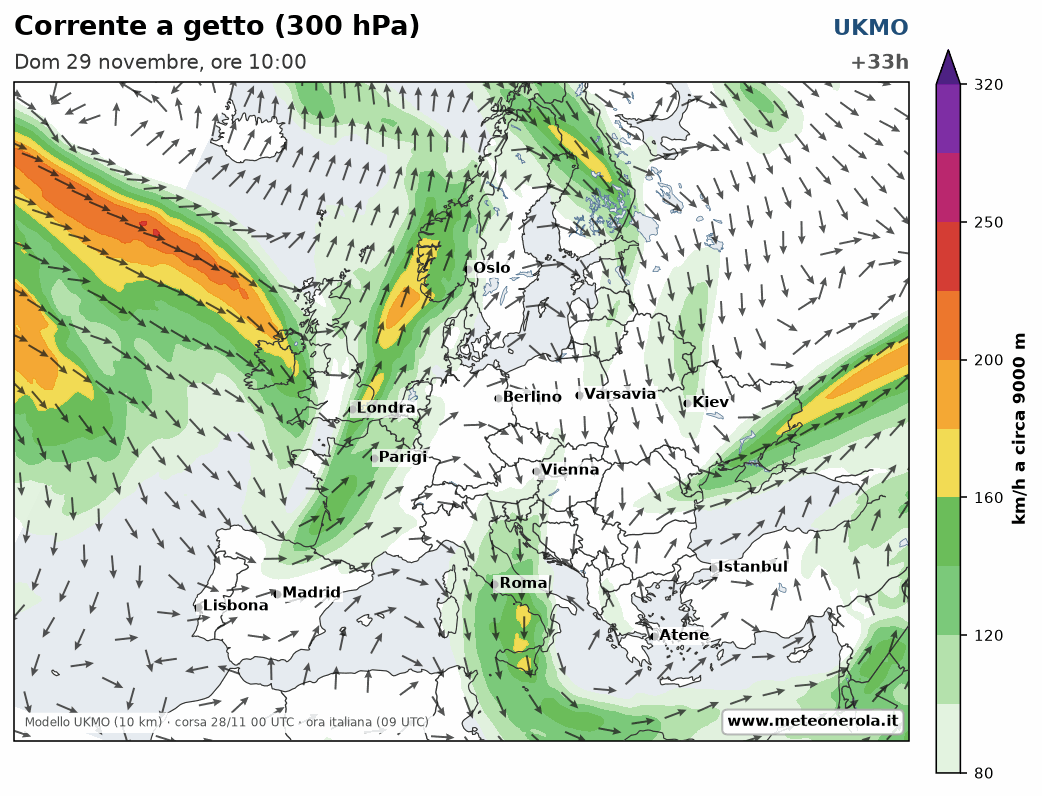 Corrente a getto (300 hPa)
UKMO
Dom 29 novembre, ore 10:00
+33h
320
250
200
160
120
80
km/h a circa 9000 m
Oslo
Londra
Berlino
Varsavia
Kiev
Parigi
Vienna
Istanbul
Roma
Madrid
Lisbona
Atene
Modello UKMO (10 km) · corsa 28/11 00 UTC · ora italiana (09 UTC)
www.meteonerola.it